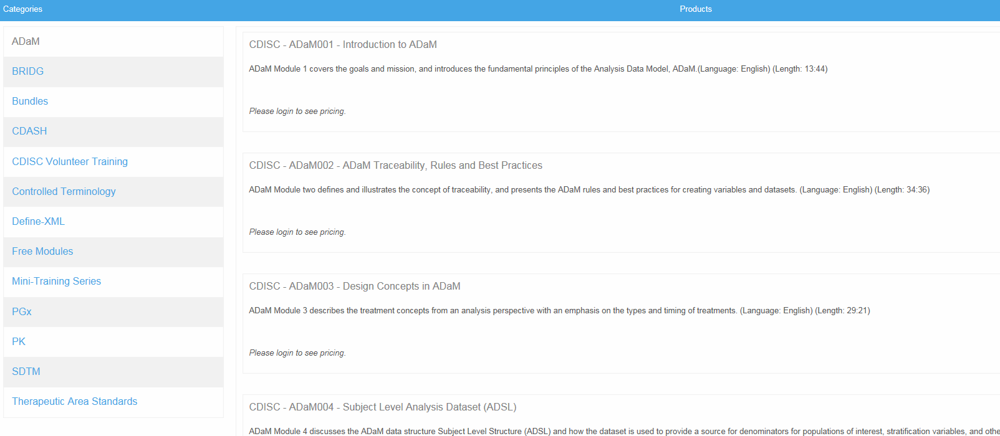 Categories
Products
ADaM
BRIDG
Bundles
CDASH
CDISC Volunteer Training
Controlled Terminology
Define-XML
Free Modules
Mini-Training Series
PGx
PK
SDTM
Therapeutic Area Standards
CDISC - ADaM001 - Introduction to ADaM
ADaM Module 1 covers the goals and mission, and introduces the fundamental principles of the Analysis Data Model, ADaM.(Language: English) (Length: 13:44)
Please login to see pricing.
CDISC - ADaM002 - ADaM Traceability, Rules and Best Practices
ADaM Module two defines and illustrates the concept of traceability, and presents the ADaM rules and best practices for creating variables and datasets. (Language: English) (Length: 34:36)
Please login to see pricing.
CDISC - ADaM003 - Design Concepts in ADaM
ADaM Module 3 describes the treatment concepts from an analysis perspective with an emphasis on the types and timing of treatments. (Language: English) (Length: 29:21)
Please login to see pricing.
CDISC - ADaM004 - Subject Level Analysis Dataset (ADSL)
ADaM Module 4 discusses the ADaM data structure Subject Level Structure (ADSL) and how the dataset is used to provide a source for denominators for populations of interest, stratification variables, and othe